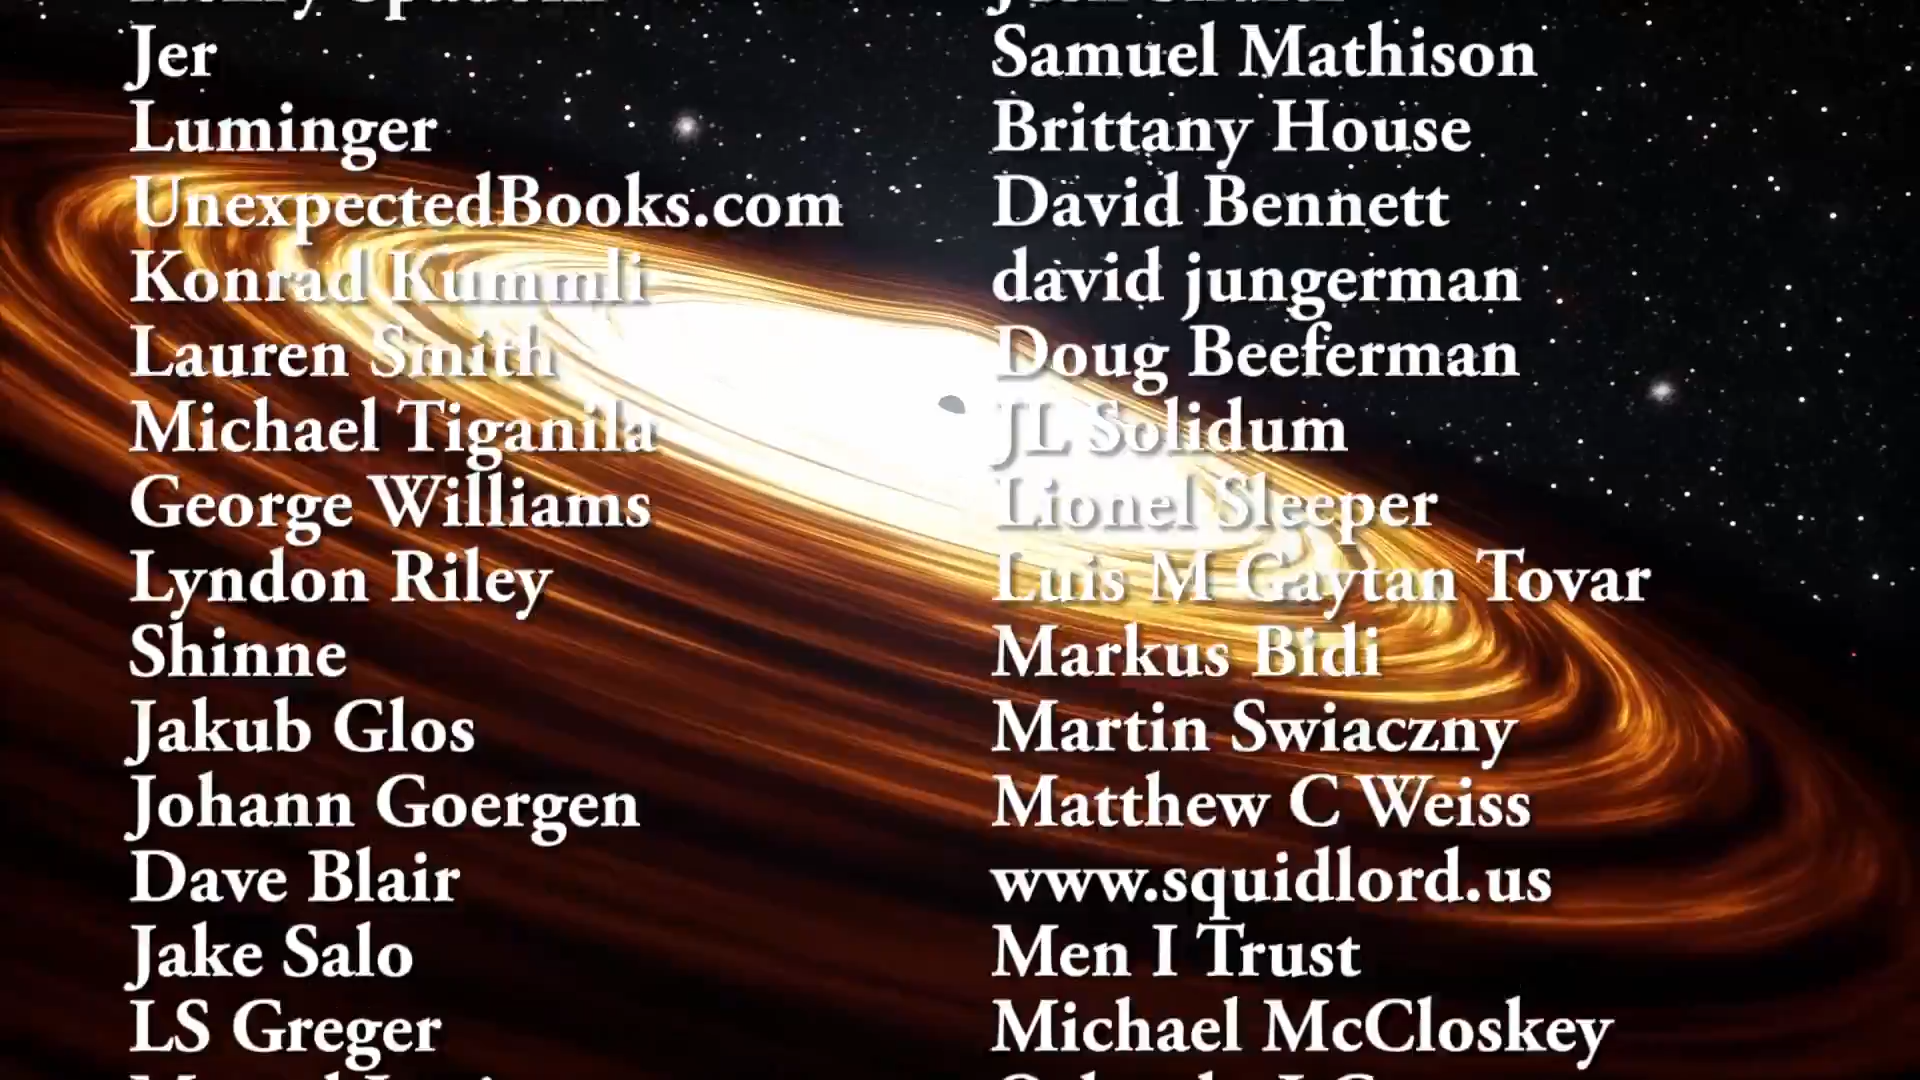 Jer
Luminger
UnexpectedBooks.com
Konrad Kummli
Lauren Smith
Michael Tiganila
George Williams
Lyndon Riley
Shinne
Jakub Glos
Johann Goergen
Dave Blair
Jake Salo
LS Greger
Samuel Mathison
Brittany House
David Bennett
david jungerman
Doug Beeferman
JL Solidum
Lionel Sleeper
Luis M Gaytan Tovar
Markus Bidi
Martin Swiaczny
Matthew C Weiss
www.squidlord.us
Men I Trust
Michael McCloskey